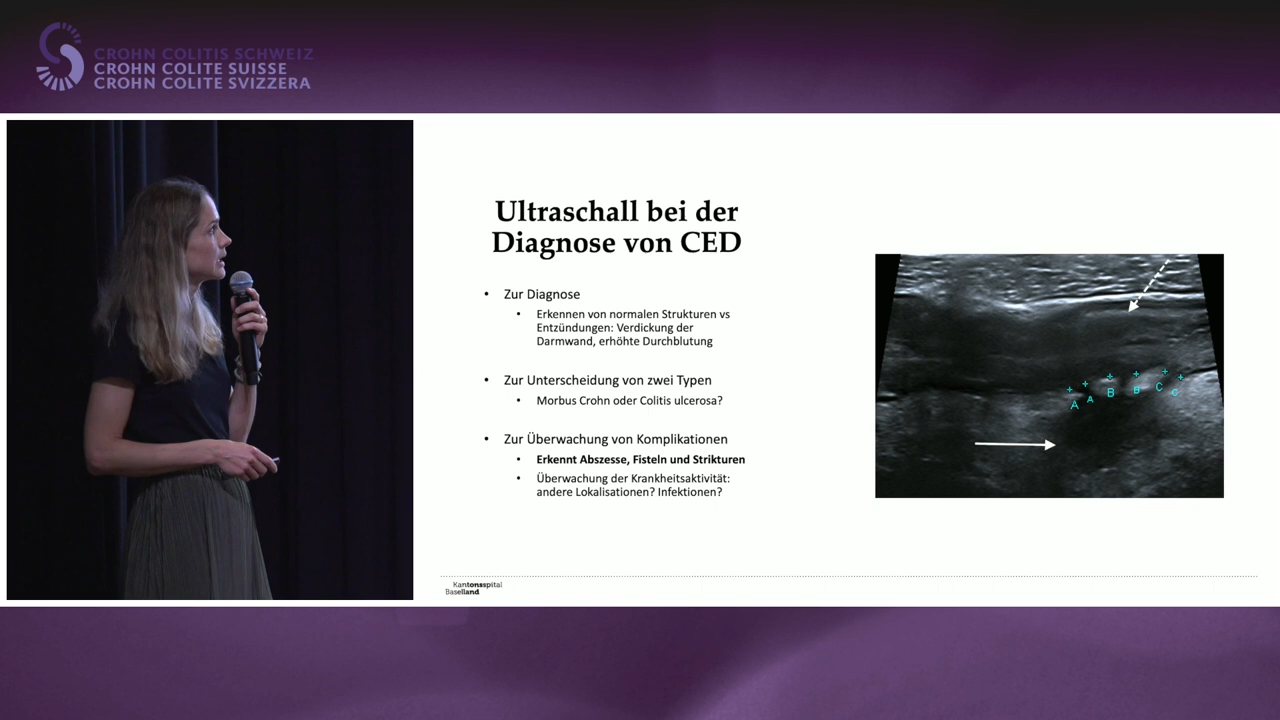 CROHN COLITIS SCHWEIZ
CROHN COLITE SUISSE
CROHN COLITE SVIZZERA
Ultraschall bei der
Diagnose von CED
• Zur Diagnose
• Erkennen von normalen Strukturen vs
Entzündungen: Verdickung der
Darmwand, erhöhte Durchblutung
• Zur Unterscheidung von zwei Typen
• Morbus Crohn oder Colitis ulcerosa?
• Zur Überwachung von Komplikationen
• Erkennt Abszesse, Fisteln und Strikturen
• Überwachung der Krankheitsaktivität:
andere Lokalisationen? Infektionen?
A A B B C C
Kantonsspital
Baselland